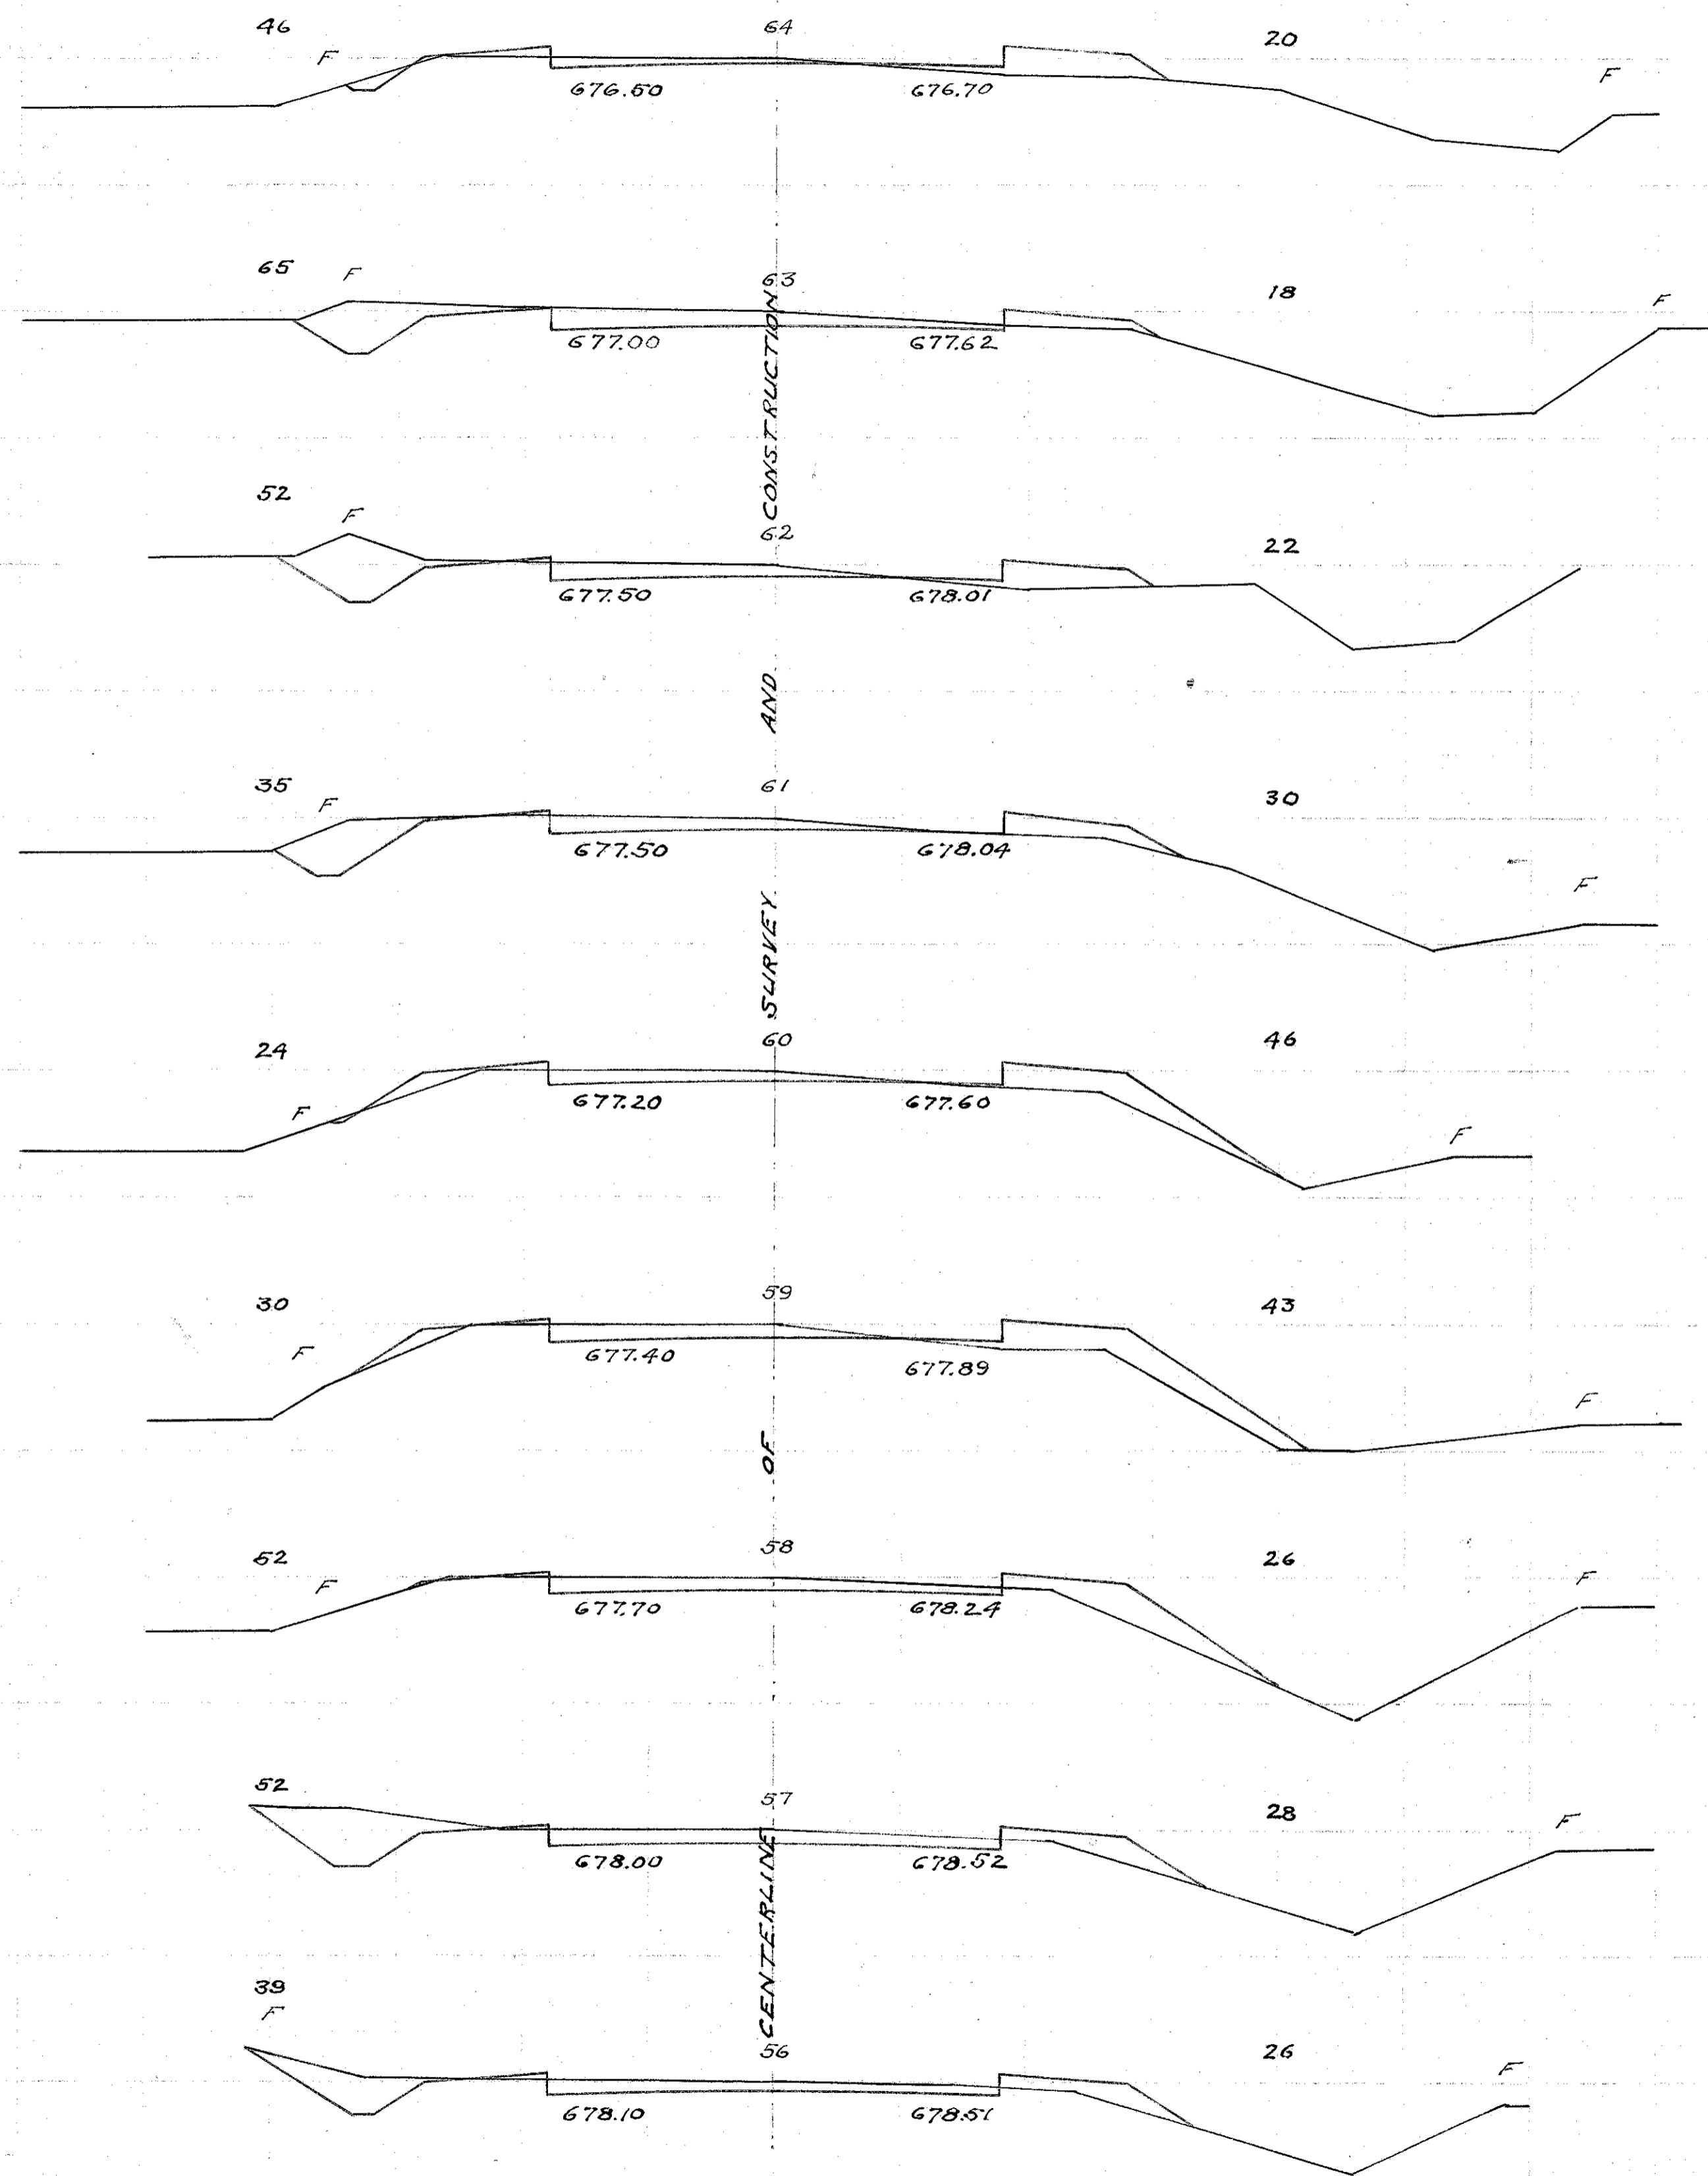 46 64 20
F F
676.50 676.70
65 F 63 18 F
677.00 677.62
52 F 62 22
677.50 678.01
35 F 61 30
677.50 678.04
F
24 60 46
F F
677.20 677.60
30 59 43
F F
677.40 677.89
52 58 26
F F
677.70 678.24
52 57 28
F
678.00 678.52
39 56 26
F F
678.10 678.51
CENTERLINE OF SURVEY AND CONSTRUCTION